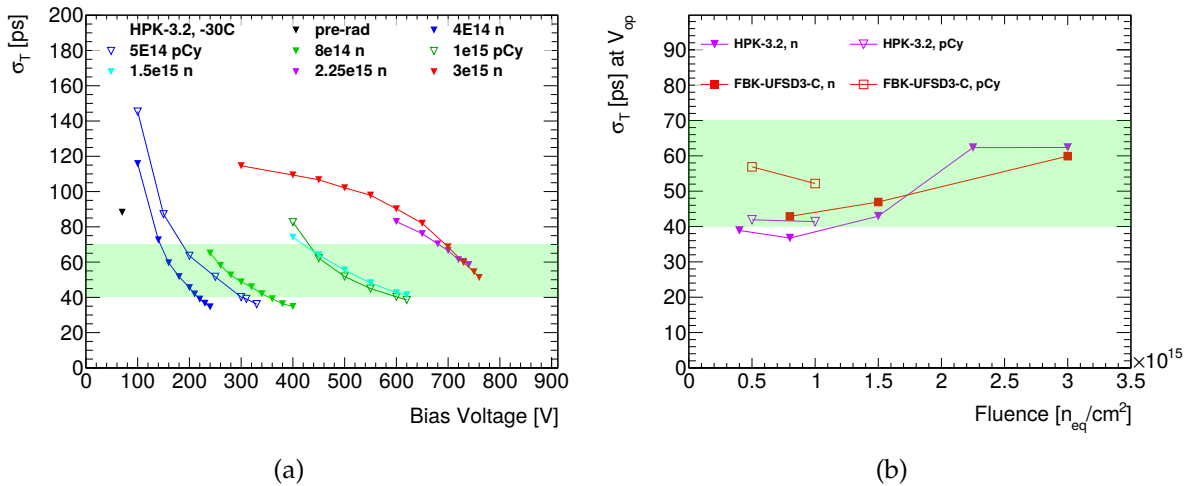 σ_T [ps]
200
180
160
140
120
100
80
60
40
20
0
HPK-3.2, -30C pre-rad 4E14 n
5E14 pCy 8e14 n 1e15 pCy
1.5e15 n 2.25e15 n 3e15 n
0 100 200 300 400 500 600 700 800 900
Bias Voltage [V]
(a)
σ_T [ps] at V_op
90
80
70
60
50
40
30
20
10
0
HPK-3.2, n HPK-3.2, pCy
FBK-UFSD3-C, n FBK-UFSD3-C, pCy
0 0.5 1 1.5 2 2.5 3 3.5
×10^15
Fluence [n_eq/cm²]
(b)